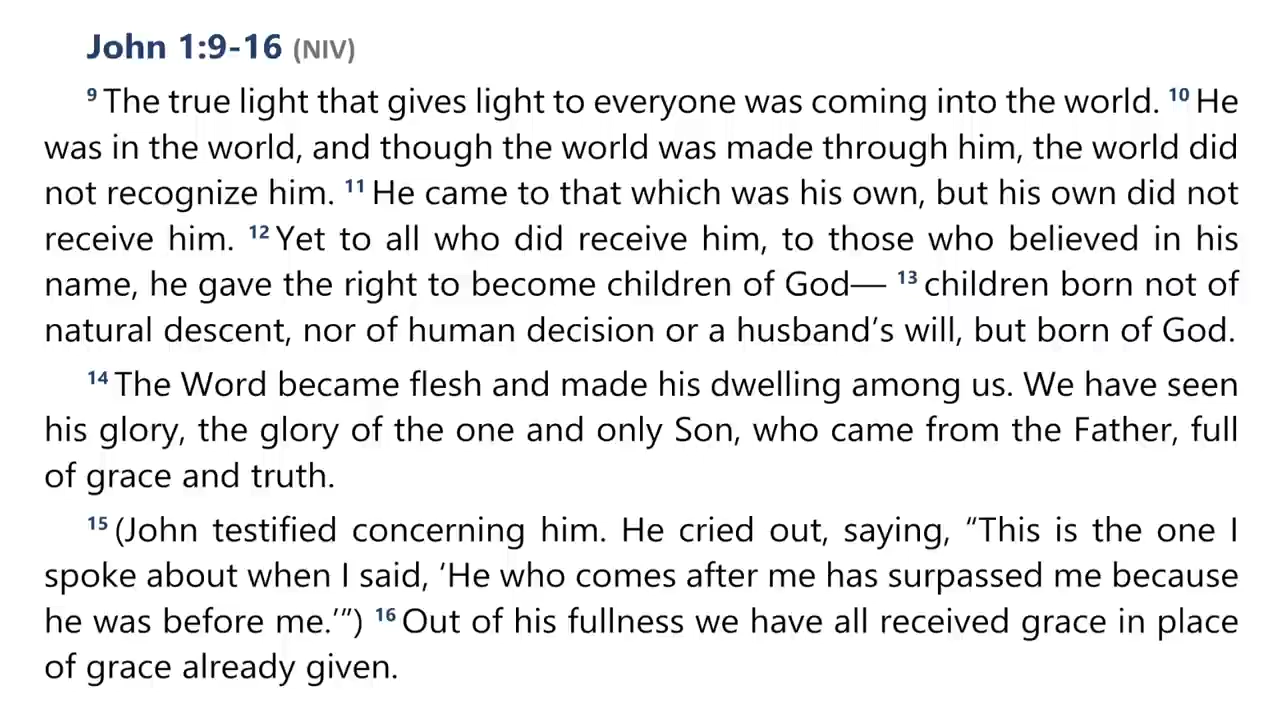 John 1:9-16 (NIV)
9 The true light that gives light to everyone was coming into the world. 10 He
was in the world, and though the world was made through him, the world did
not recognize him. 11 He came to that which was his own, but his own did not
receive him. 12 Yet to all who did receive him, to those who believed in his
name, he gave the right to become children of God— 13 children born not of
natural descent, nor of human decision or a husband’s will, but born of God.
14 The Word became flesh and made his dwelling among us. We have seen
his glory, the glory of the one and only Son, who came from the Father, full
of grace and truth.
15 (John testified concerning him. He cried out, saying, “This is the one I
spoke about when I said, ‘He who comes after me has surpassed me because
he was before me.’”) 16 Out of his fullness we have all received grace in place
of grace already given.